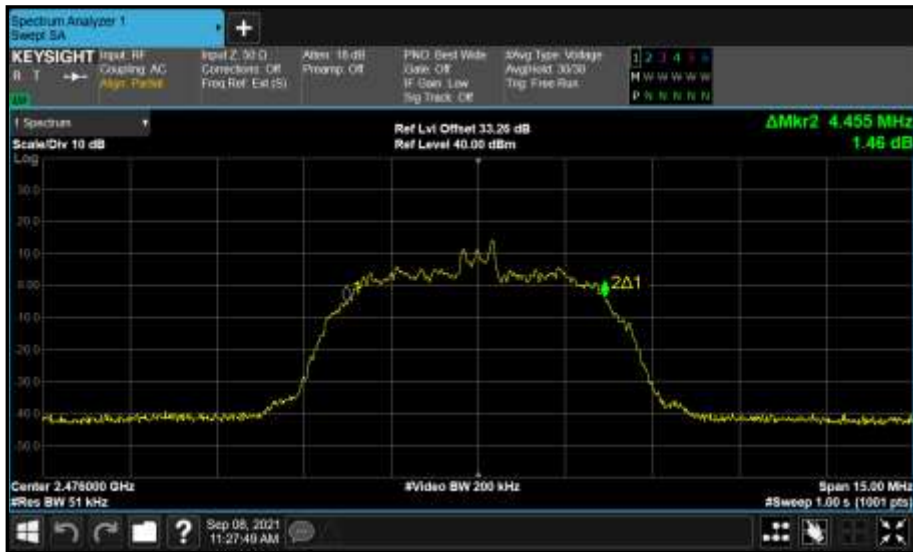 Spectrum Analyzer 1
Swept SA
+
KEYSIGHT
R T
Input: RF
Coupling: AC
Align: Partial
Input Z: 50 Ω
Corrections: Off
Freq Ref: Ext (S)
Atten: 18 dB
Preamp: Off
PNO: Best Wide
Gate: Off
IF Gain: Low
Sig Track: Off
#Avg Type: Voltage
Avg|Hold: 30/30
Trig: Free Run
1 2 3 4 5 6
M W W W W W
P N N N N N
1 Spectrum
Scale/Div 10 dB
Ref Lvl Offset 33.26 dB
Ref Level 40.00 dBm
ΔMkr2 4.455 MHz
1.46 dB
Log
30.0
20.0
10.0
0.00
-10.0
-20.0
-30.0
-40.0
-50.0
2Δ1
Center 2.476000 GHz
#Res BW 51 kHz
#Video BW 200 kHz
Span 15.00 MHz
#Sweep 1.00 s (1001 pts)
?
Sep 08, 2021
11:27:49 AM